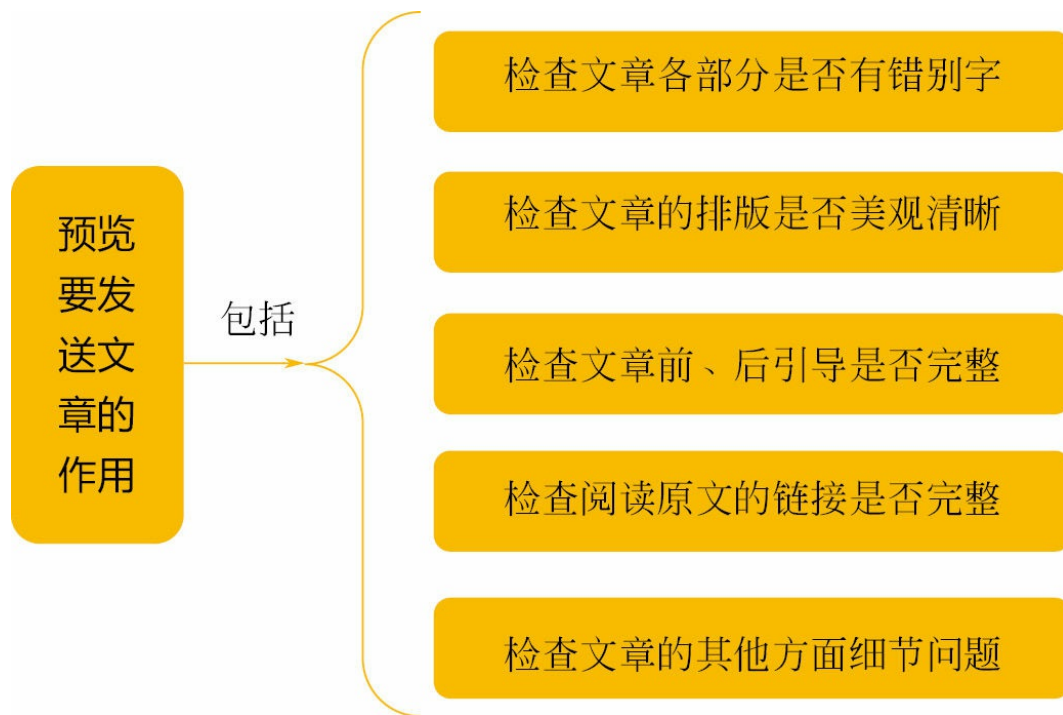 预览
要发
送文
章的
作用
包括
检查文章各部分是否有错别字
检查文章的排版是否美观清晰
检查文章前、后引导是否完整
检查阅读原文的链接是否完整
检查文章的其他方面细节问题